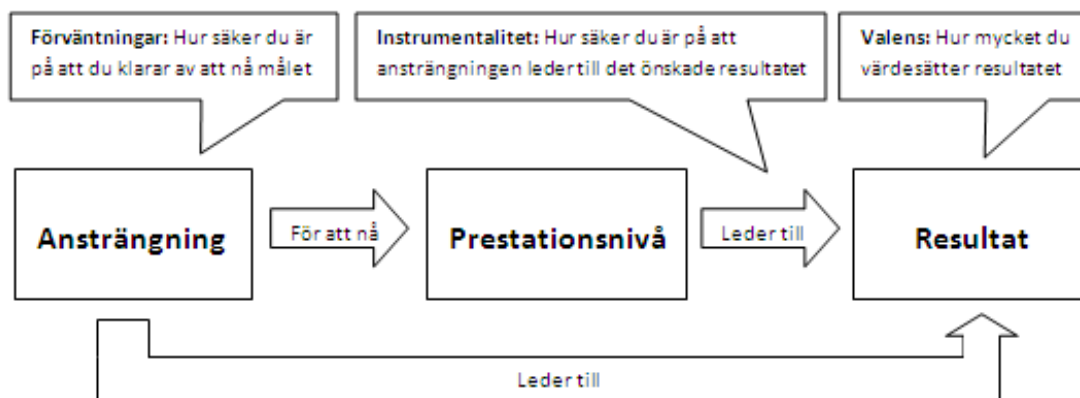 Förväntningar: Hur säker du är
på att du klarar av att nå målet
Instrumentalitet: Hur säker du är på att
ansträngningen leder till det önskade resultatet
Valens: Hur mycket du
värdesätter resultatet
Ansträngning
För att nå
Prestationsnivå
Leder till
Resultat
Leder till